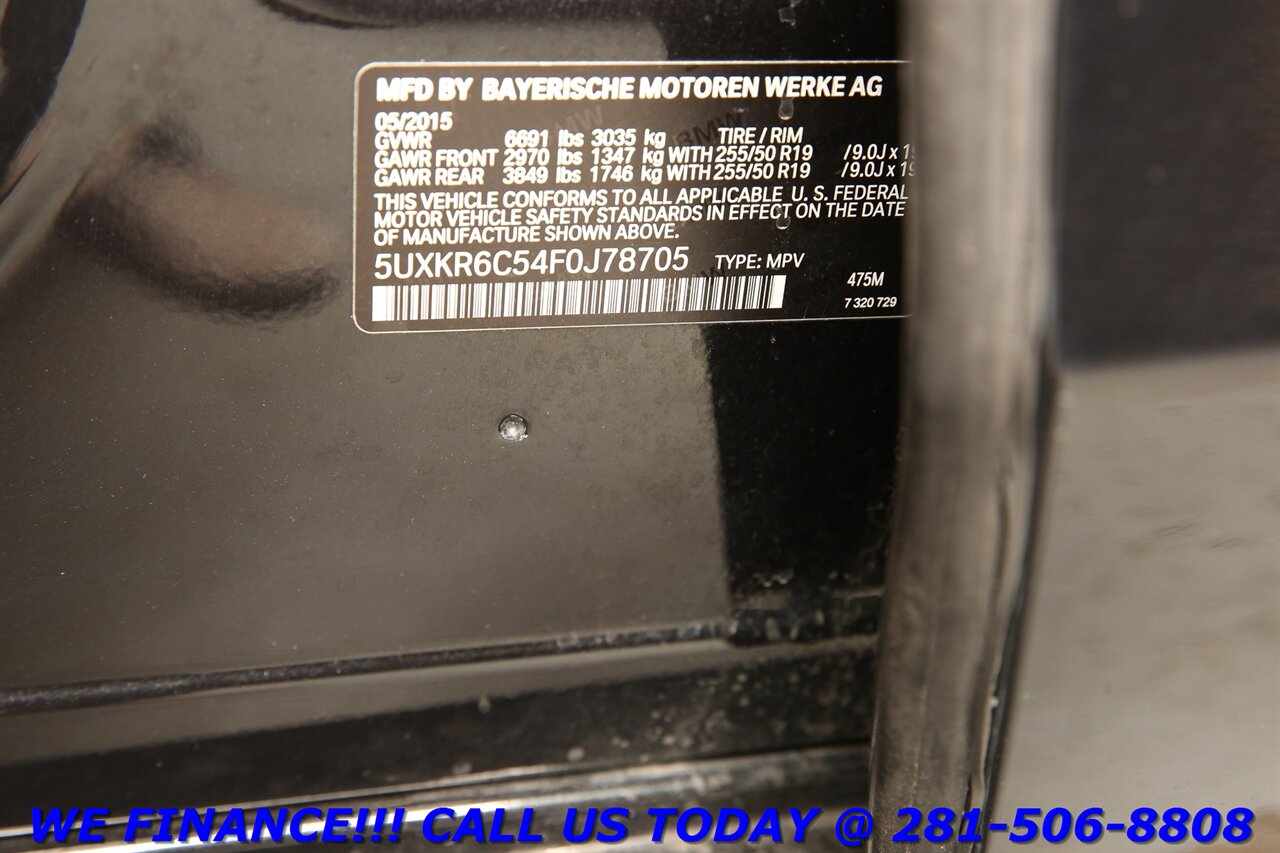 MFD BY BAYERISCHE MOTOREN WERKE AG
05/2015
GVWR 6691 lbs 3035 kg TIRE / RIM
GAWR FRONT 2970 lbs 1347 kg WITH 255/50 R19 /9.0J x 19
GAWR REAR 3849 lbs 1746 kg WITH 255/50 R19 /9.0J x 19
THIS VEHICLE CONFORMS TO ALL APPLICABLE U. S. FEDERAL
MOTOR VEHICLE SAFETY STANDARDS IN EFFECT ON THE DATE
OF MANUFACTURE SHOWN ABOVE.
5UXKR6C54F0J78705 TYPE: MPV
475M
7 320 729
WE FINANCE!!! CALL US TODAY @ 281-506-8808